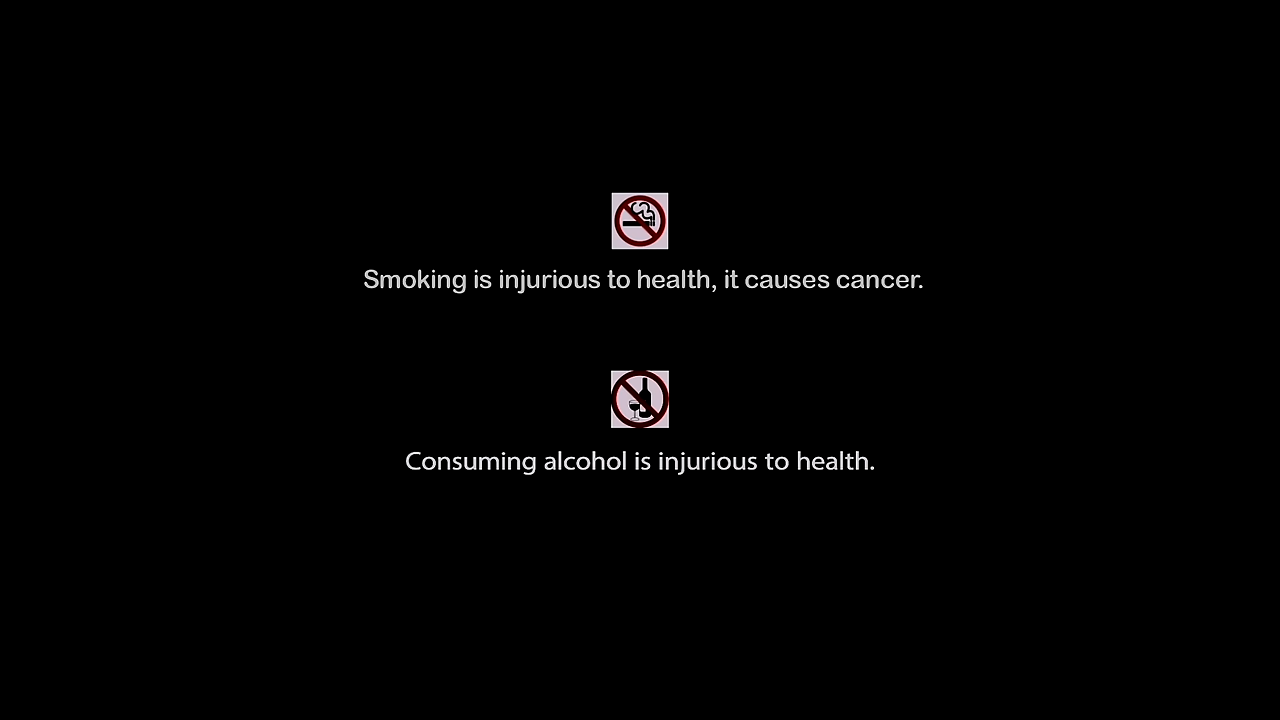 Smoking is injurious to health, it causes cancer.
Consuming alcohol is injurious to health.